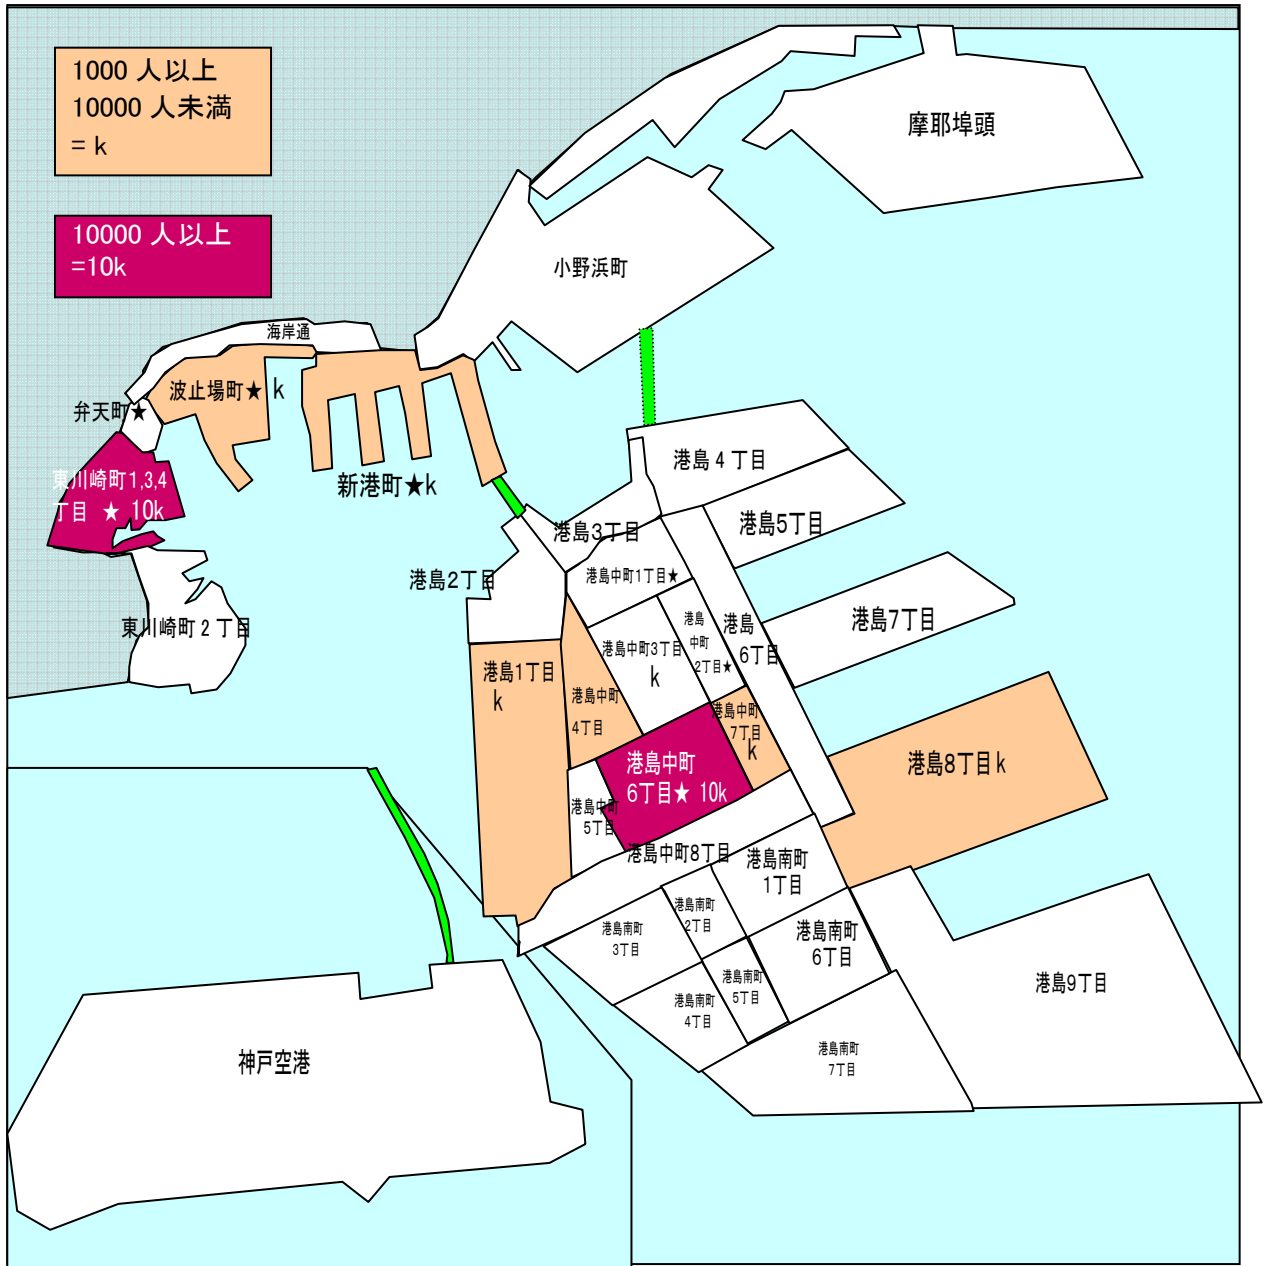 1000 人以上
10000 人未満
= k
10000 人以上
=10k
摩耶埠頭
小野浜町
海岸通
波止場町★ k
弁天町★
東川崎町1,3,4
丁目 ★ 10k
新港町★k
東川崎町２丁目
港島４丁目
港島5丁目
港島3丁目
港島2丁目
港島中町1丁目★
港島
中町
2丁目★
港島
6丁目
港島7丁目
港島中町3丁目
k
港島1丁目
k
港島中町
4丁目
港島中町
7丁目
k
港島中町
6丁目★ 10k
港島8丁目k
港島中町
5丁目
港島中町8丁目
港島南町
1丁目
港島南町
2丁目
港島南町
3丁目
港島南町
6丁目
港島南町
5丁目
港島南町
4丁目
港島9丁目
港島南町
7丁目
神戸空港